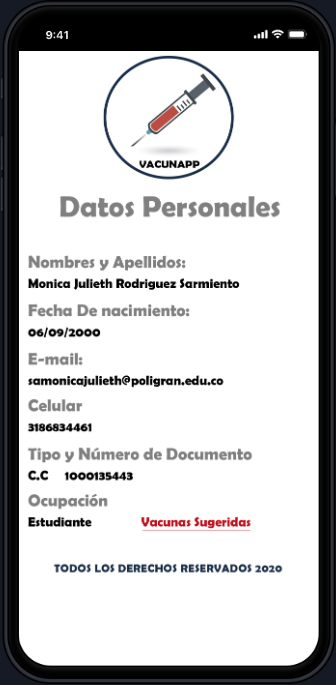 9:41
VACUNAPP
Datos Personales
Nombres y Apellidos:
Monica Julieth Rodriguez Sarmiento
Fecha De nacimiento:
06/09/2000
E-mail:
samonicajulieth@poligran.edu.co
Celular
3186834461
Tipo y Número de Documento
C.C 1000135443
Ocupación
Estudiante Vacunas Sugeridas
TODOS LOS DERECHOS RESERVADOS 2020